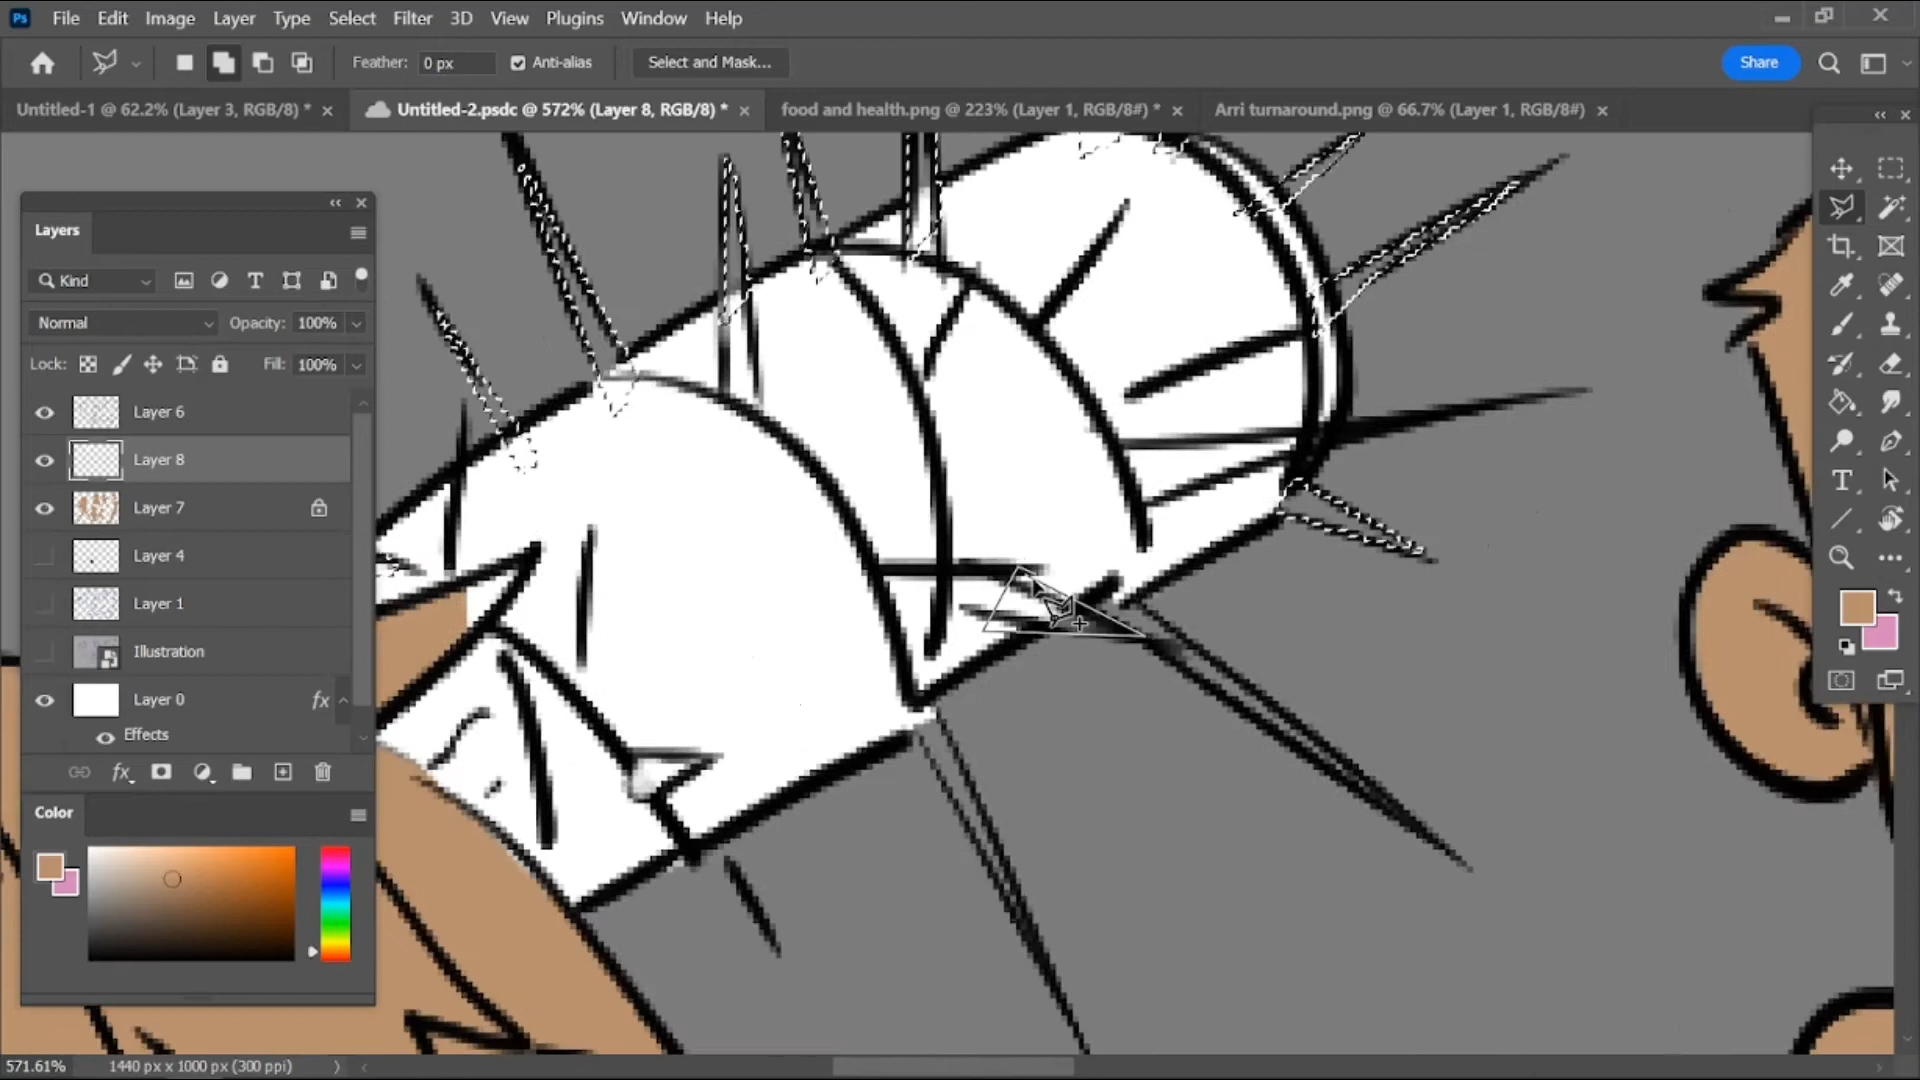 Ps File Edit Image Layer Type Select Filter 3D View Plugins Window Help
Feather: 0 px Anti-alias Select and Mask... Share
Untitled-1 @ 62.2% (Layer 3, RGB/8) * Untitled-2.psdc @ 572% (Layer 8, RGB/8) * food and health.png @ 223% (Layer 1, RGB/8#) * Arri turnaround.png @ 66.7% (Layer 1, RGB/8#)
Layers
Kind
Normal Opacity: 100%
Lock: Fill: 100%
Layer 6
Layer 8
Layer 7
Layer 4
Layer 1
Illustration
Layer 0 fx
Effects
fx
Color
571.61% 1440 px x 1000 px (300 ppi)